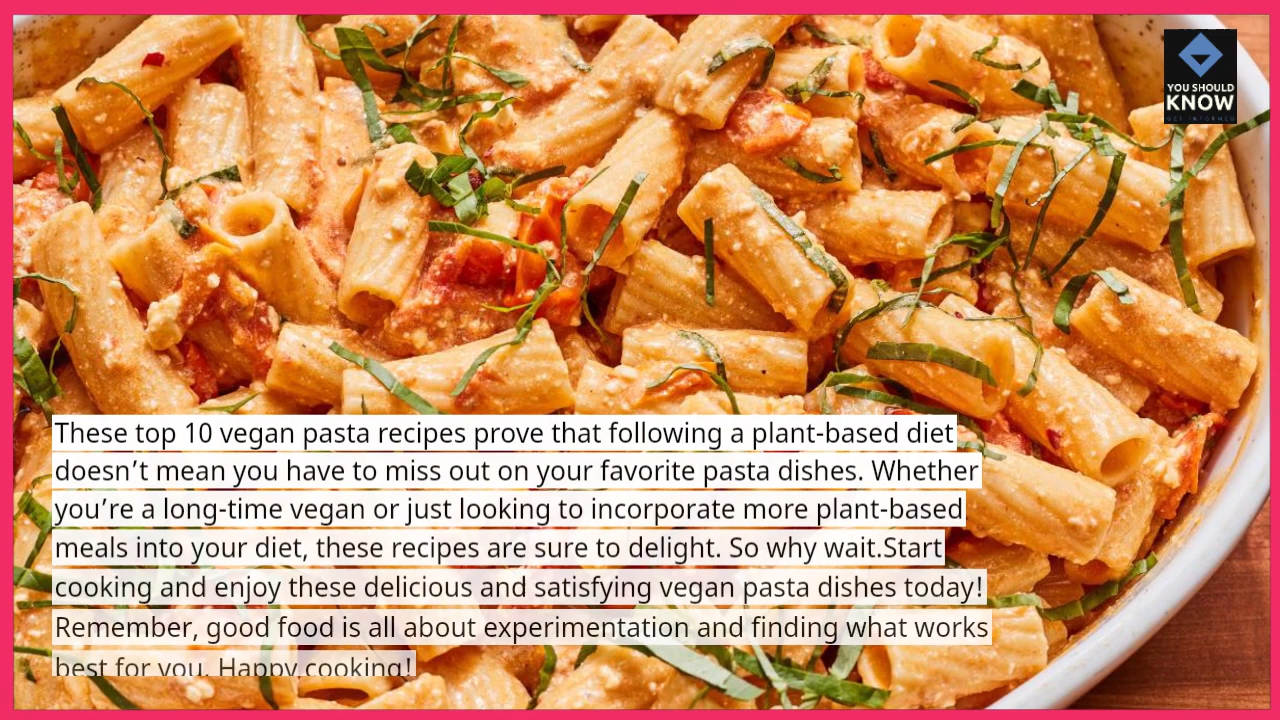 YOU SHOULD
KNOW
GET INFORMED
These top 10 vegan pasta recipes prove that following a plant-based diet
doesn’t mean you have to miss out on your favorite pasta dishes. Whether
you’re a long-time vegan or just looking to incorporate more plant-based
meals into your diet, these recipes are sure to delight. So why wait.Start
cooking and enjoy these delicious and satisfying vegan pasta dishes today!
Remember, good food is all about experimentation and finding what works
best for you. Happy cooking!